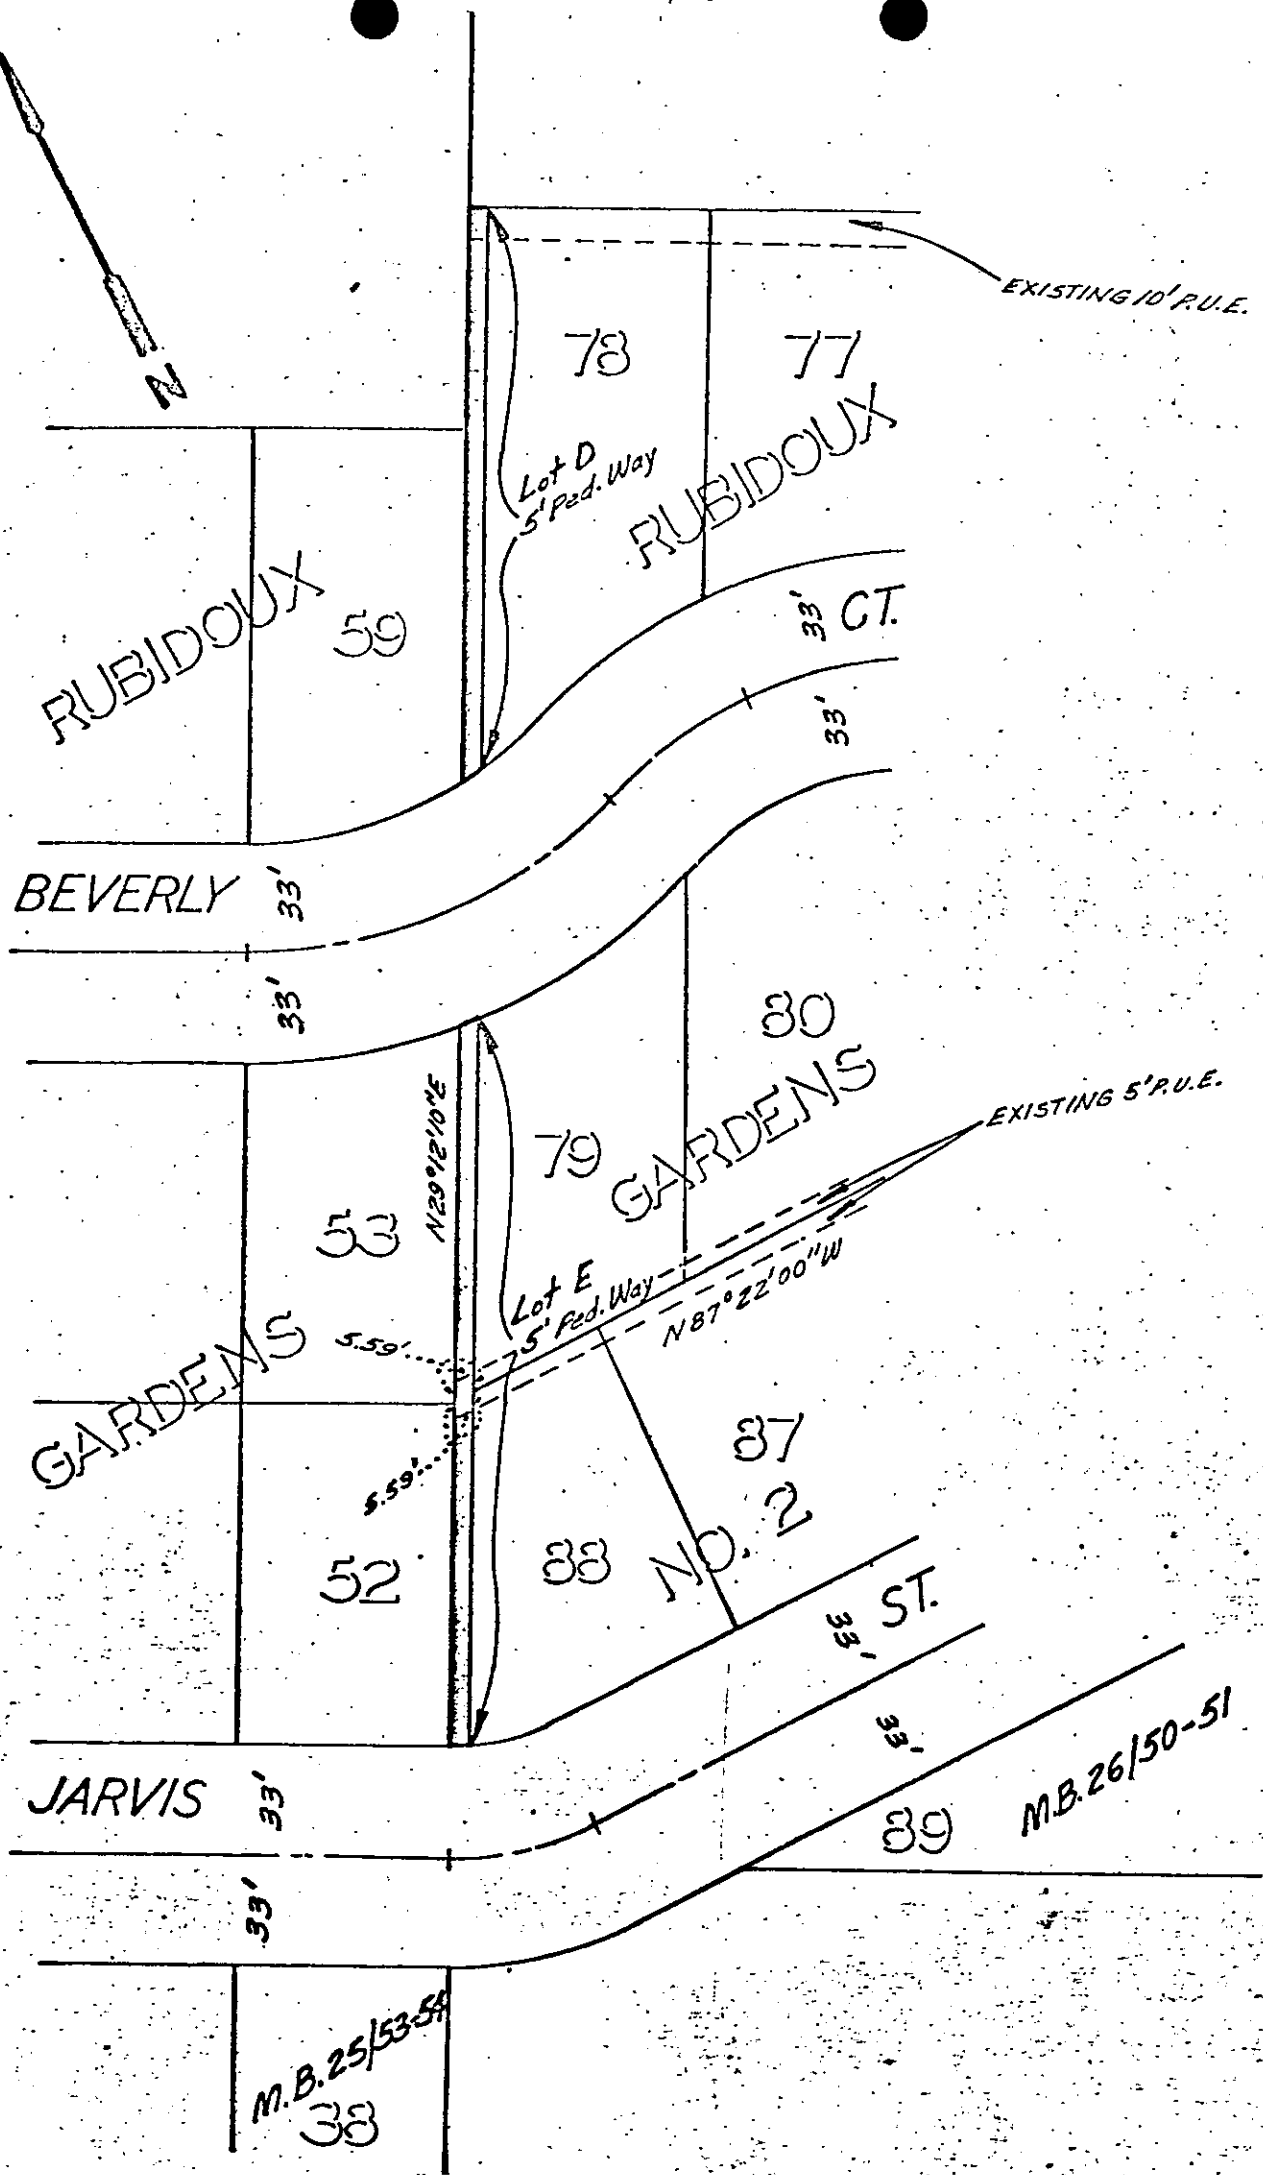 N
EXISTING 10' P.U.E.
78
77
Lot D
5' Ped. Way
RUBIDOUX
RUBIDOUX
59
33'
CT.
33'
BEVERLY
33'
33'
80
EXISTING 5' P.U.E.
N29°12'10"E
79
GARDENS
53
Lot E
5' Ped. Way
N87°22'00"W
5.59'
GARDENS
87
5.59'
NO. 2
52
88
33'
ST.
33'
M.B. 26/50-51
JARVIS
33'
89
33'
M.B. 25/53-54
38